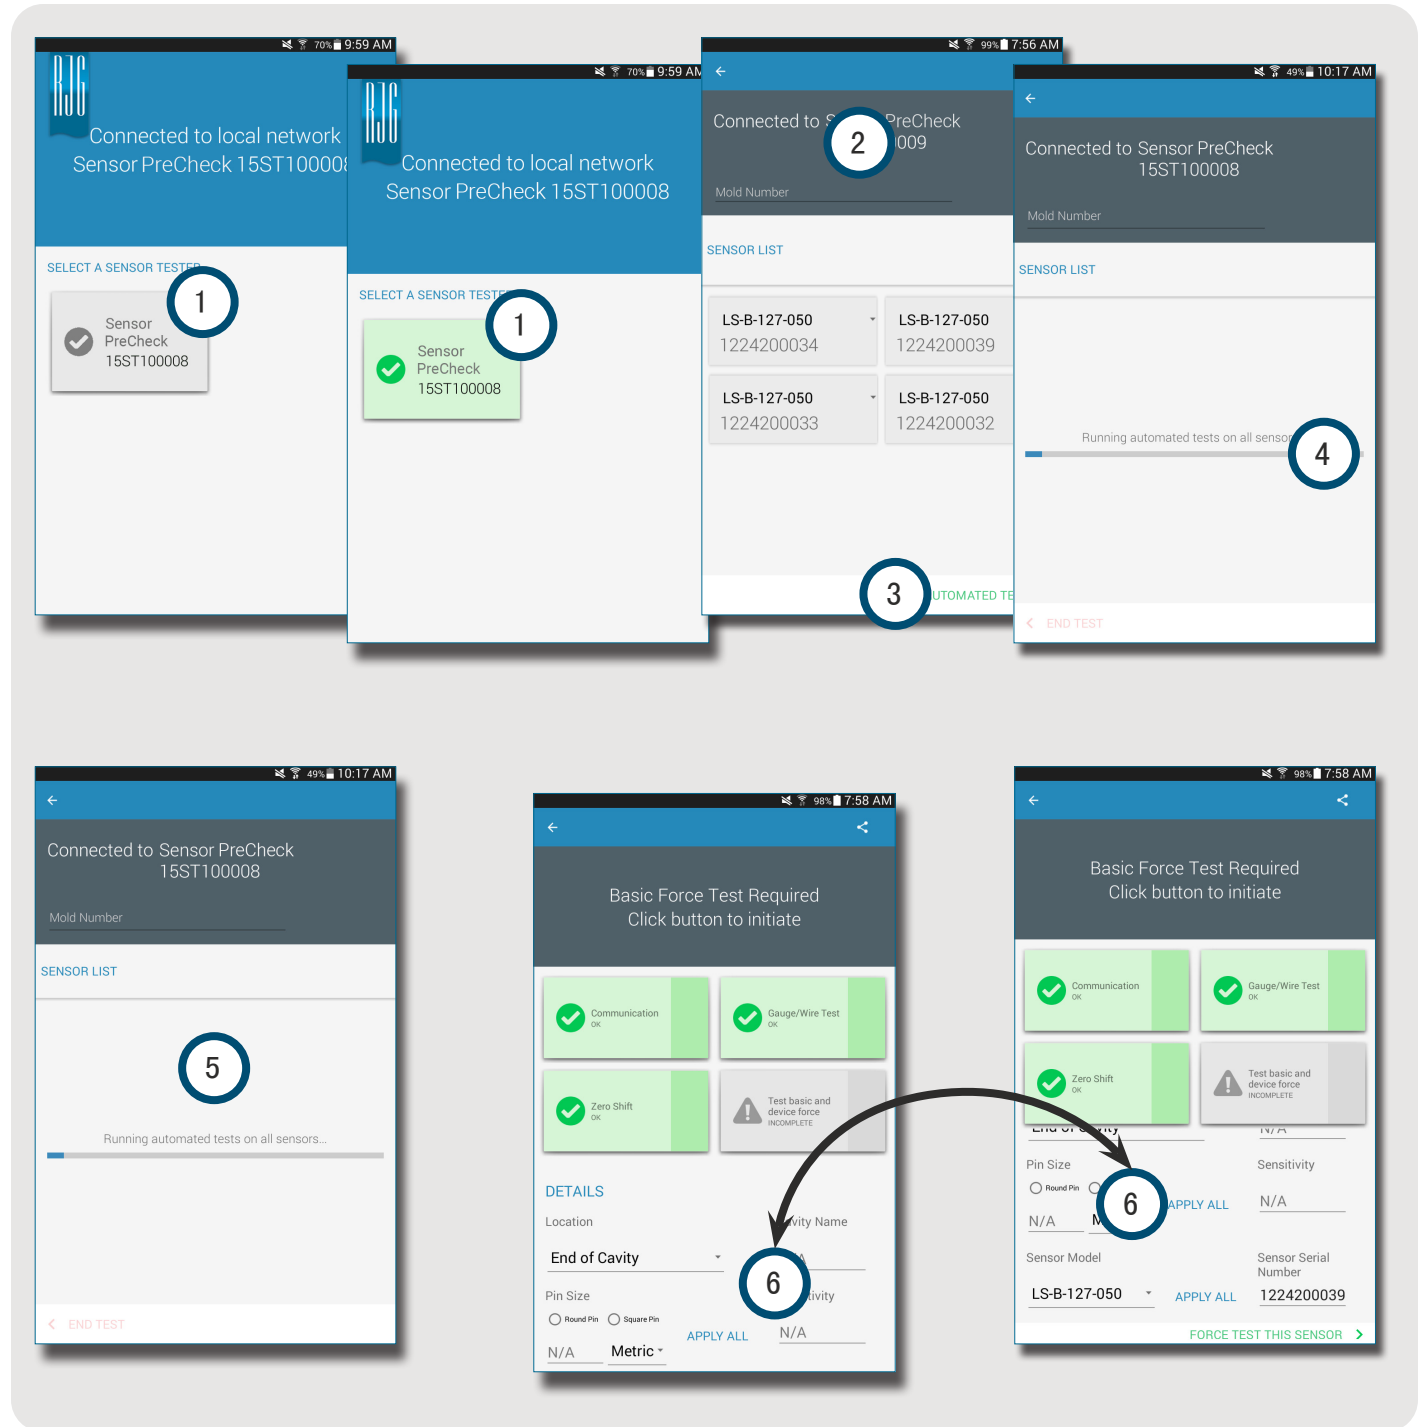 70% 9:59 AM
RJG
Connected to local network
Sensor PreCheck 15ST100008
SELECT A SENSOR TESTER
1
Sensor
PreCheck
15ST100008
70% 9:59 AM
RJG
Connected to local network
Sensor PreCheck 15ST100008
SELECT A SENSOR TESTER
1
Sensor
PreCheck
15ST100008
99% 7:56 AM
Connected to S PreCheck
2
009
Mold Number
SENSOR LIST
LS-B-127-050
1224200034
LS-B-127-050
1224200039
LS-B-127-050
1224200033
LS-B-127-050
1224200032
3
UTOMATED TE
49% 10:17 AM
Connected to Sensor PreCheck
15ST100008
Mold Number
SENSOR LIST
Running automated tests on all sensor
4
END TEST
49% 10:17 AM
Connected to Sensor PreCheck
15ST100008
Mold Number
SENSOR LIST
5
Running automated tests on all sensors...
END TEST
98% 7:58 AM
Basic Force Test Required
Click button to initiate
Communication
OK
Gauge/Wire Test
OK
Zero Shift
OK
Test basic and
device force
INCOMPLETE
DETAILS
Location
vity Name
End of Cavity
6
Pin Size
tivity
Round Pin Square Pin
APPLY ALL
N/A
N/A Metric
98% 7:58 AM
Basic Force Test Required
Click button to initiate
Communication
OK
Gauge/Wire Test
OK
Zero Shift
OK
Test basic and
device force
INCOMPLETE
End of Cavity
N/A
Pin Size
Sensitivity
Round Pin
6
APPLY ALL
N/A
N/A M
Sensor Model
Sensor Serial
Number
LS-B-127-050
APPLY ALL
1224200039
FORCE TEST THIS SENSOR